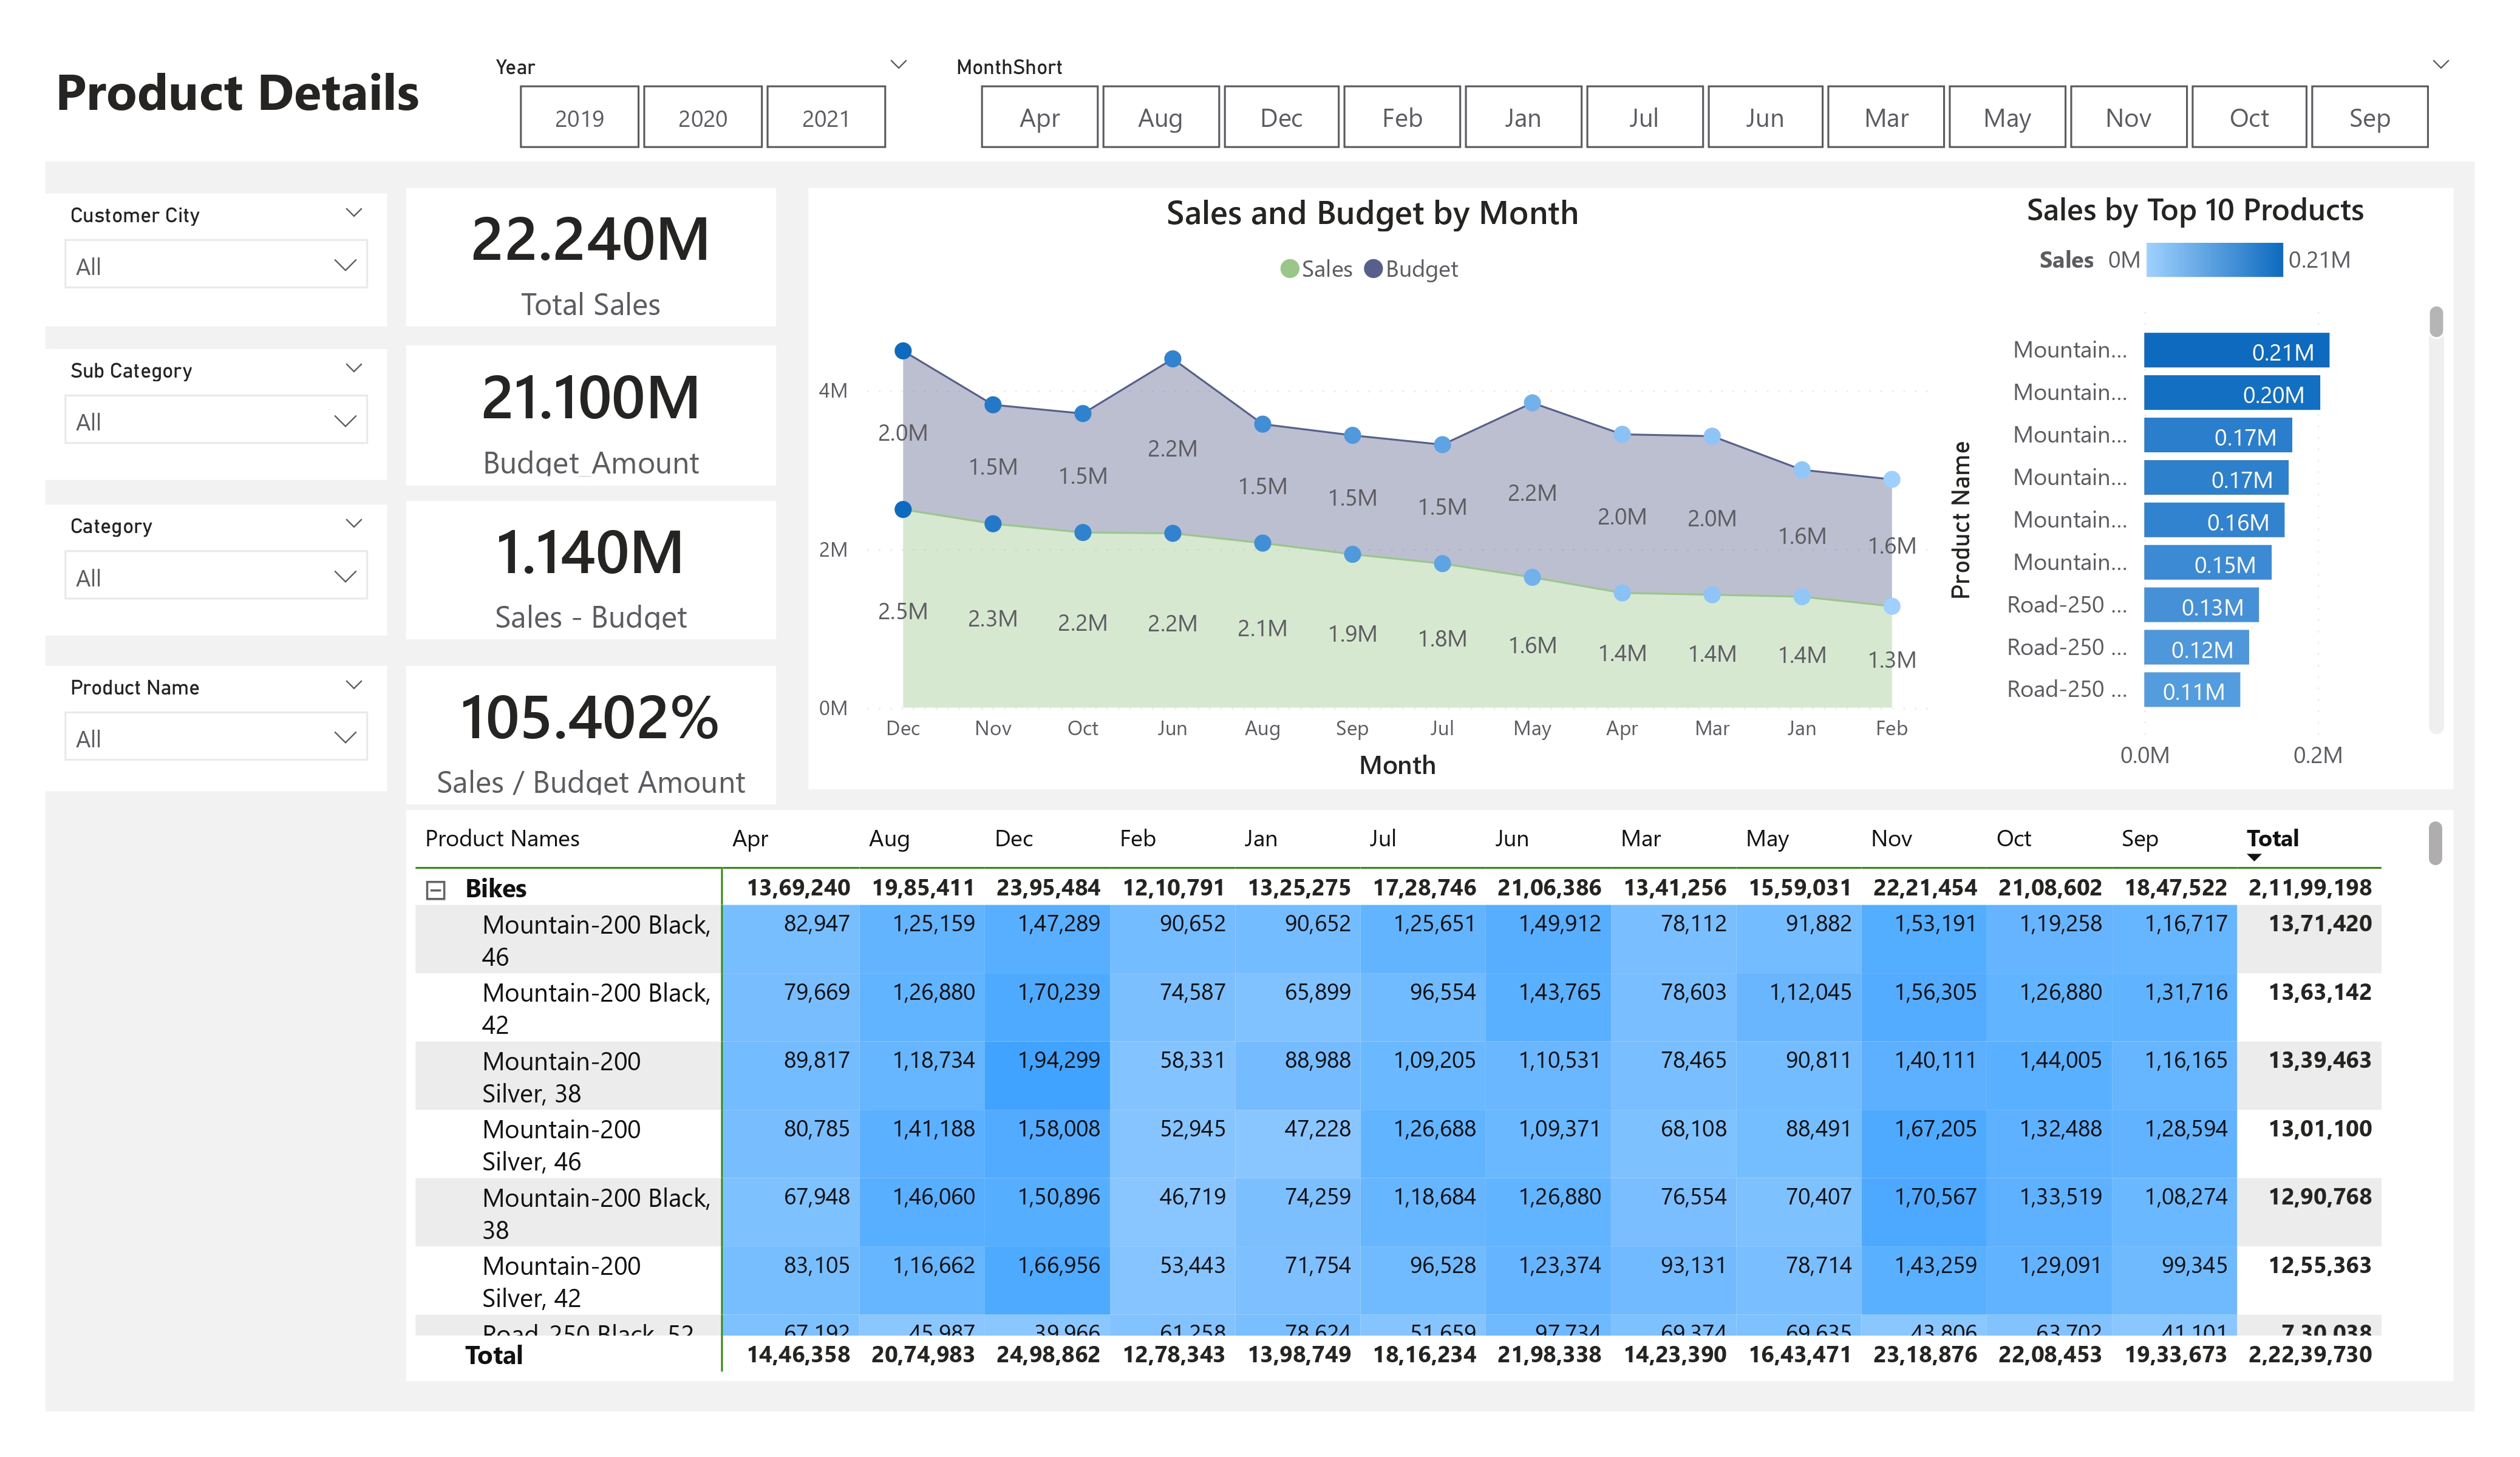 Product Details
Year
2019 2020 2021
MonthShort
Apr Aug Dec Feb Jan Jul Jun Mar May Nov Oct Sep
Customer City
All
Sub Category
All
Category
All
Product Name
All
22.240M
Total Sales
21.100M
Budget_Amount
1.140M
Sales - Budget
105.402%
Sales / Budget Amount
Sales and Budget by Month
Sales Budget
4M
2M
0M
2.0M 1.5M 1.5M 2.2M 1.5M 1.5M 1.5M 2.2M 2.0M 2.0M 1.6M 1.6M
2.5M 2.3M 2.2M 2.2M 2.1M 1.9M 1.8M 1.6M 1.4M 1.4M 1.4M 1.3M
Dec Nov Oct Jun Aug Sep Jul May Apr Mar Jan Feb
Month
Sales by Top 10 Products
Sales 0M 0.21M
Product Name
Mountain... 0.21M
Mountain... 0.20M
Mountain... 0.17M
Mountain... 0.17M
Mountain... 0.16M
Mountain... 0.15M
Road-250 ... 0.13M
Road-250 ... 0.12M
Road-250 ... 0.11M
0.0M 0.2M
Product Names Apr Aug Dec Feb Jan Jul Jun Mar May Nov Oct Sep Total
Bikes 13,69,240 19,85,411 23,95,484 12,10,791 13,25,275 17,28,746 21,06,386 13,41,256 15,59,031 22,21,454 21,08,602 18,47,522 2,11,99,198
Mountain-200 Black, 82,947 1,25,159 1,47,289 90,652 90,652 1,25,651 1,49,912 78,112 91,882 1,53,191 1,19,258 1,16,717 13,71,420
46
Mountain-200 Black, 79,669 1,26,880 1,70,239 74,587 65,899 96,554 1,43,765 78,603 1,12,045 1,56,305 1,26,880 1,31,716 13,63,142
42
Mountain-200 89,817 1,18,734 1,94,299 58,331 88,988 1,09,205 1,10,531 78,465 90,811 1,40,111 1,44,005 1,16,165 13,39,463
Silver, 38
Mountain-200 80,785 1,41,188 1,58,008 52,945 47,228 1,26,688 1,09,371 68,108 88,491 1,67,205 1,32,488 1,28,594 13,01,100
Silver, 46
Mountain-200 Black, 67,948 1,46,060 1,50,896 46,719 74,259 1,18,684 1,26,880 76,554 70,407 1,70,567 1,33,519 1,08,274 12,90,768
38
Mountain-200 83,105 1,16,662 1,66,956 53,443 71,754 96,528 1,23,374 93,131 78,714 1,43,259 1,29,091 99,345 12,55,363
Silver, 42
Road-250 Black, 52 67,192 45,987 39,966 61,258 78,624 51,659 97,734 69,374 69,635 43,806 63,702 41,101 7,30,038
Total 14,46,358 20,74,983 24,98,862 12,78,343 13,98,749 18,16,234 21,98,338 14,23,390 16,43,471 23,18,876 22,08,453 19,33,673 2,22,39,730